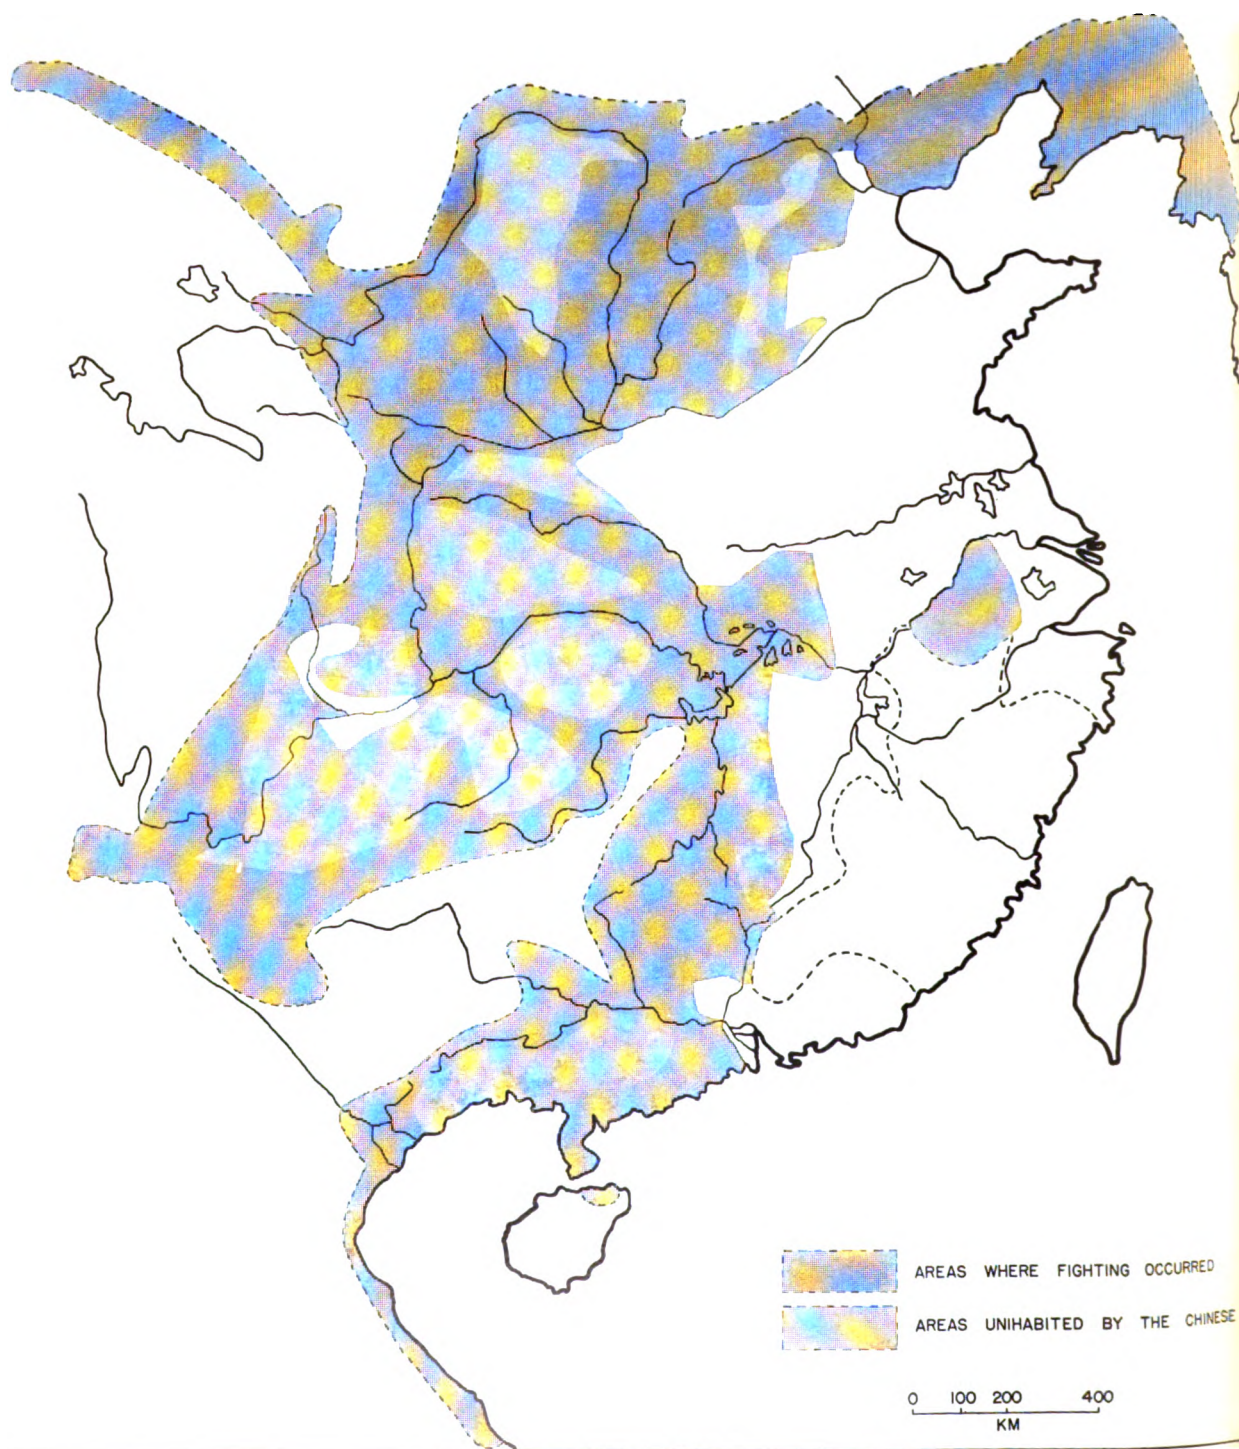 AREAS WHERE FIGHTING OCCURRED
AREAS UNIHABITED BY THE CHINESE
0 100 200 400
KM